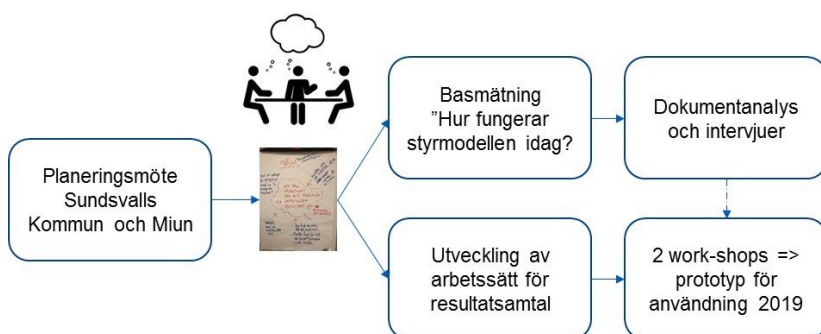 Planeringsmöte
Sundsvalls
Kommun och Miun
Basmätning
”Hur fungerar
styrmodellen idag?
Dokumentanalys
och intervjuer
Utveckling av
arbetssätt för
resultatsamtal
2 work-shops =>
prototyp för
användning 2019